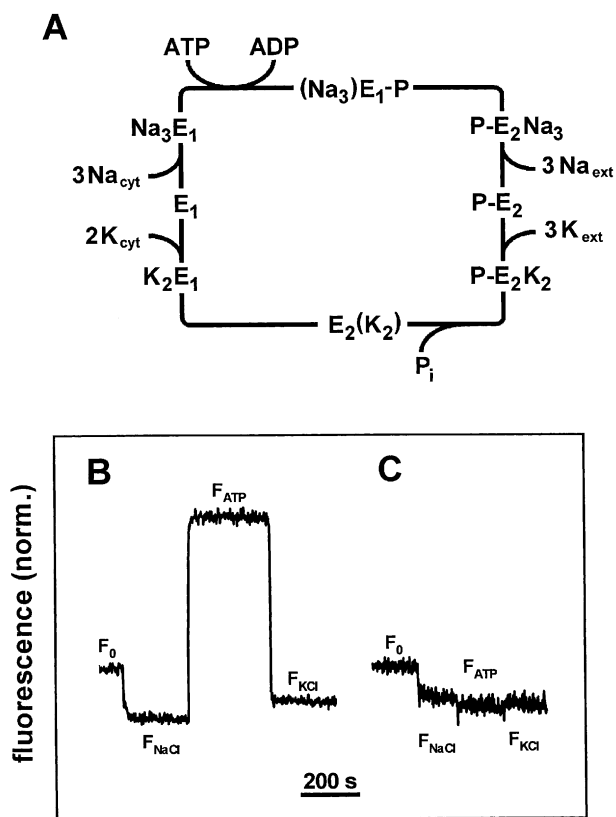 A
ATP ADP
(Na3)E1-P
Na3E1 P-E2Na3
3Nacyt 3Naext
E1 P-E2
2Kcyt 3Kext
K2E1 P-E2K2
E2(K2)
Pi
B C
FATP
F0 F0
FATP
FKCl
FNaCl FNaCl FKCl
200 s
fluorescence (norm.)